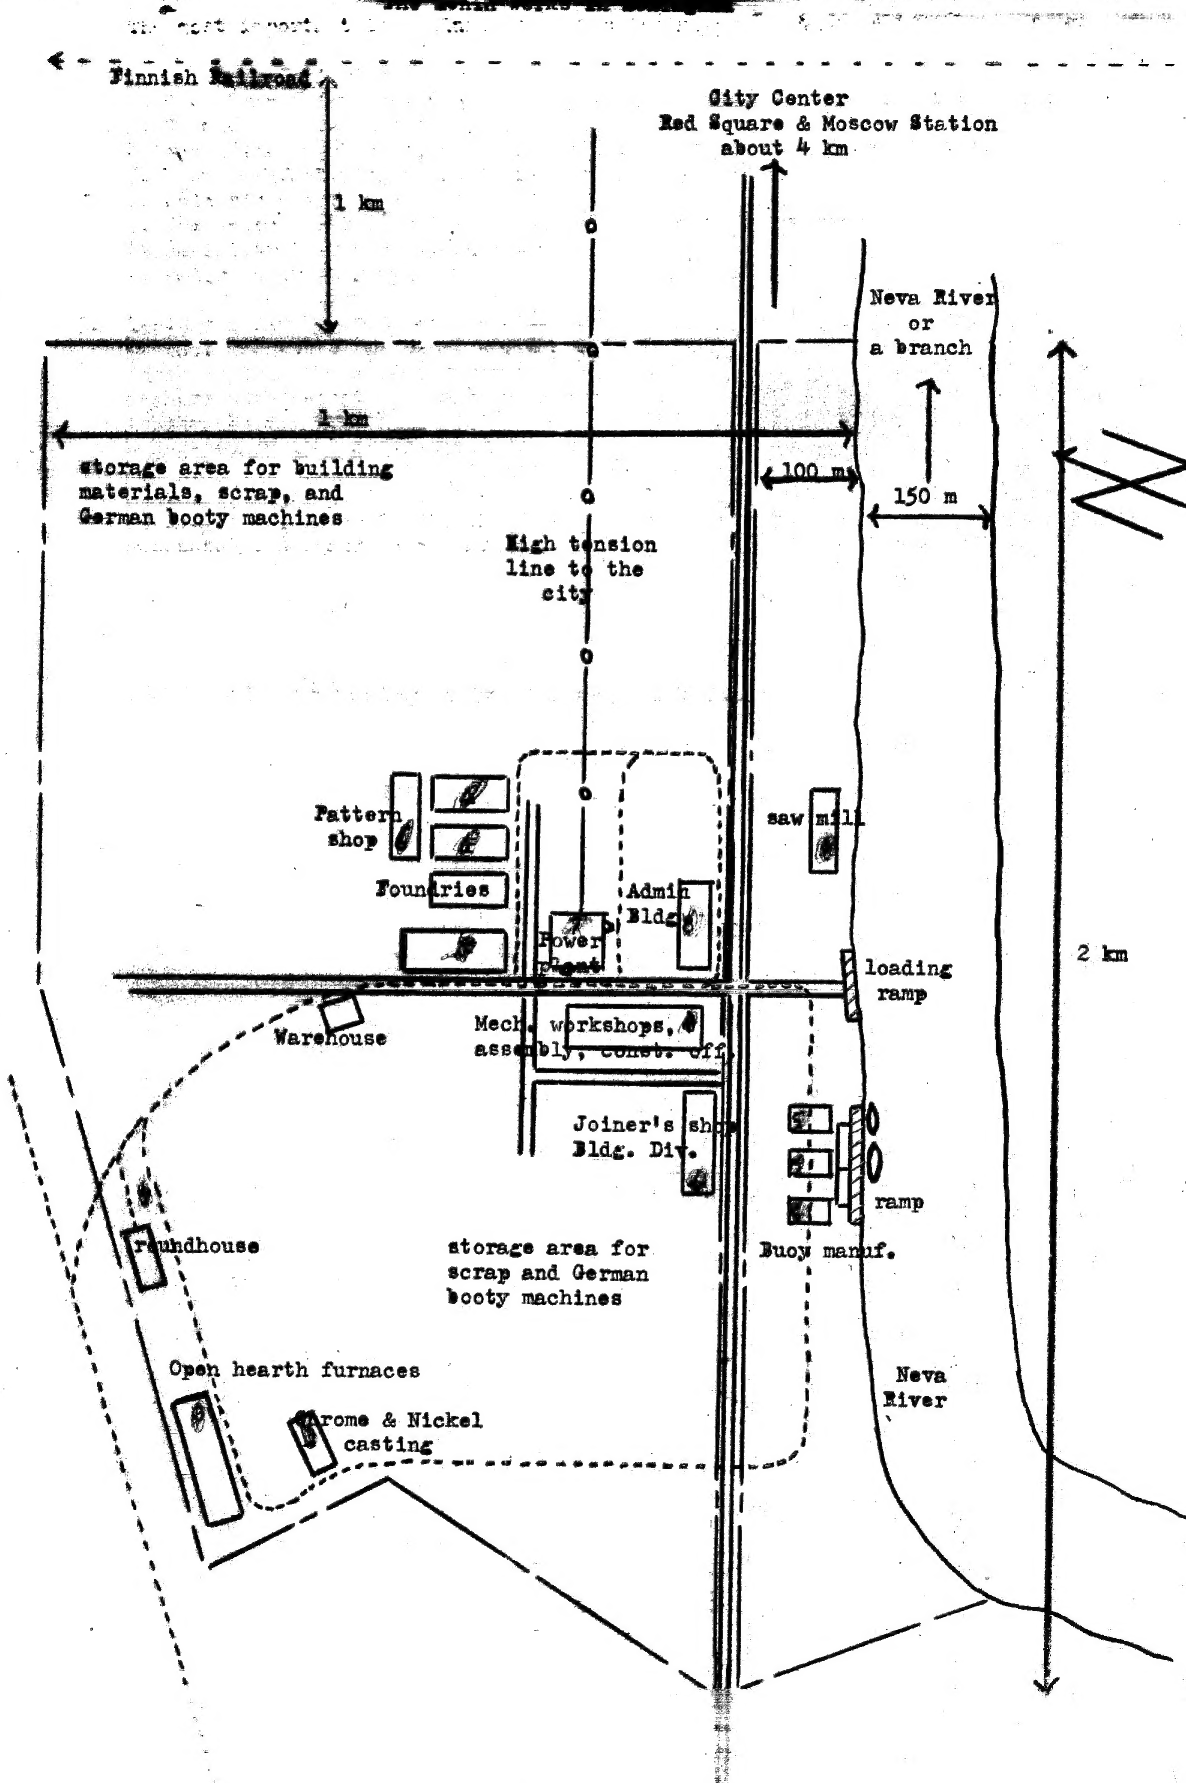 Finnish Railroad
City Center
Red Square & Moscow Station
about 4 km
1 km
Neva River
or
a branch
1 km
storage area for building
materials, scrap, and
German booty machines
100 m
150 m
High tension
line to the
city
Pattern
shop
saw mill
Foundries
Admin
Bldg.
Power
plant
2 km
loading
ramp
Mech. workshops,
assembly, const. off.
Warehouse
Joiner's shop
Bldg. Div.
ramp
roundhouse
storage area for
scrap and German
booty machines
Buoy manuf.
Open hearth furnaces
Chrome & Nickel
casting
Neva
River